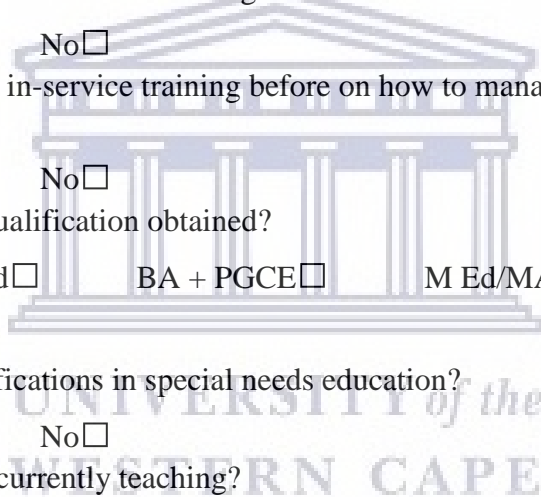 No☐
in-service training before on how to mana
No☐
ualification obtained?
d☐ BA + PGCE☐ M Ed/MA
fications in special needs education?
UNIVERSITY of the
No☐
currently teaching?
WESTERN CAPE